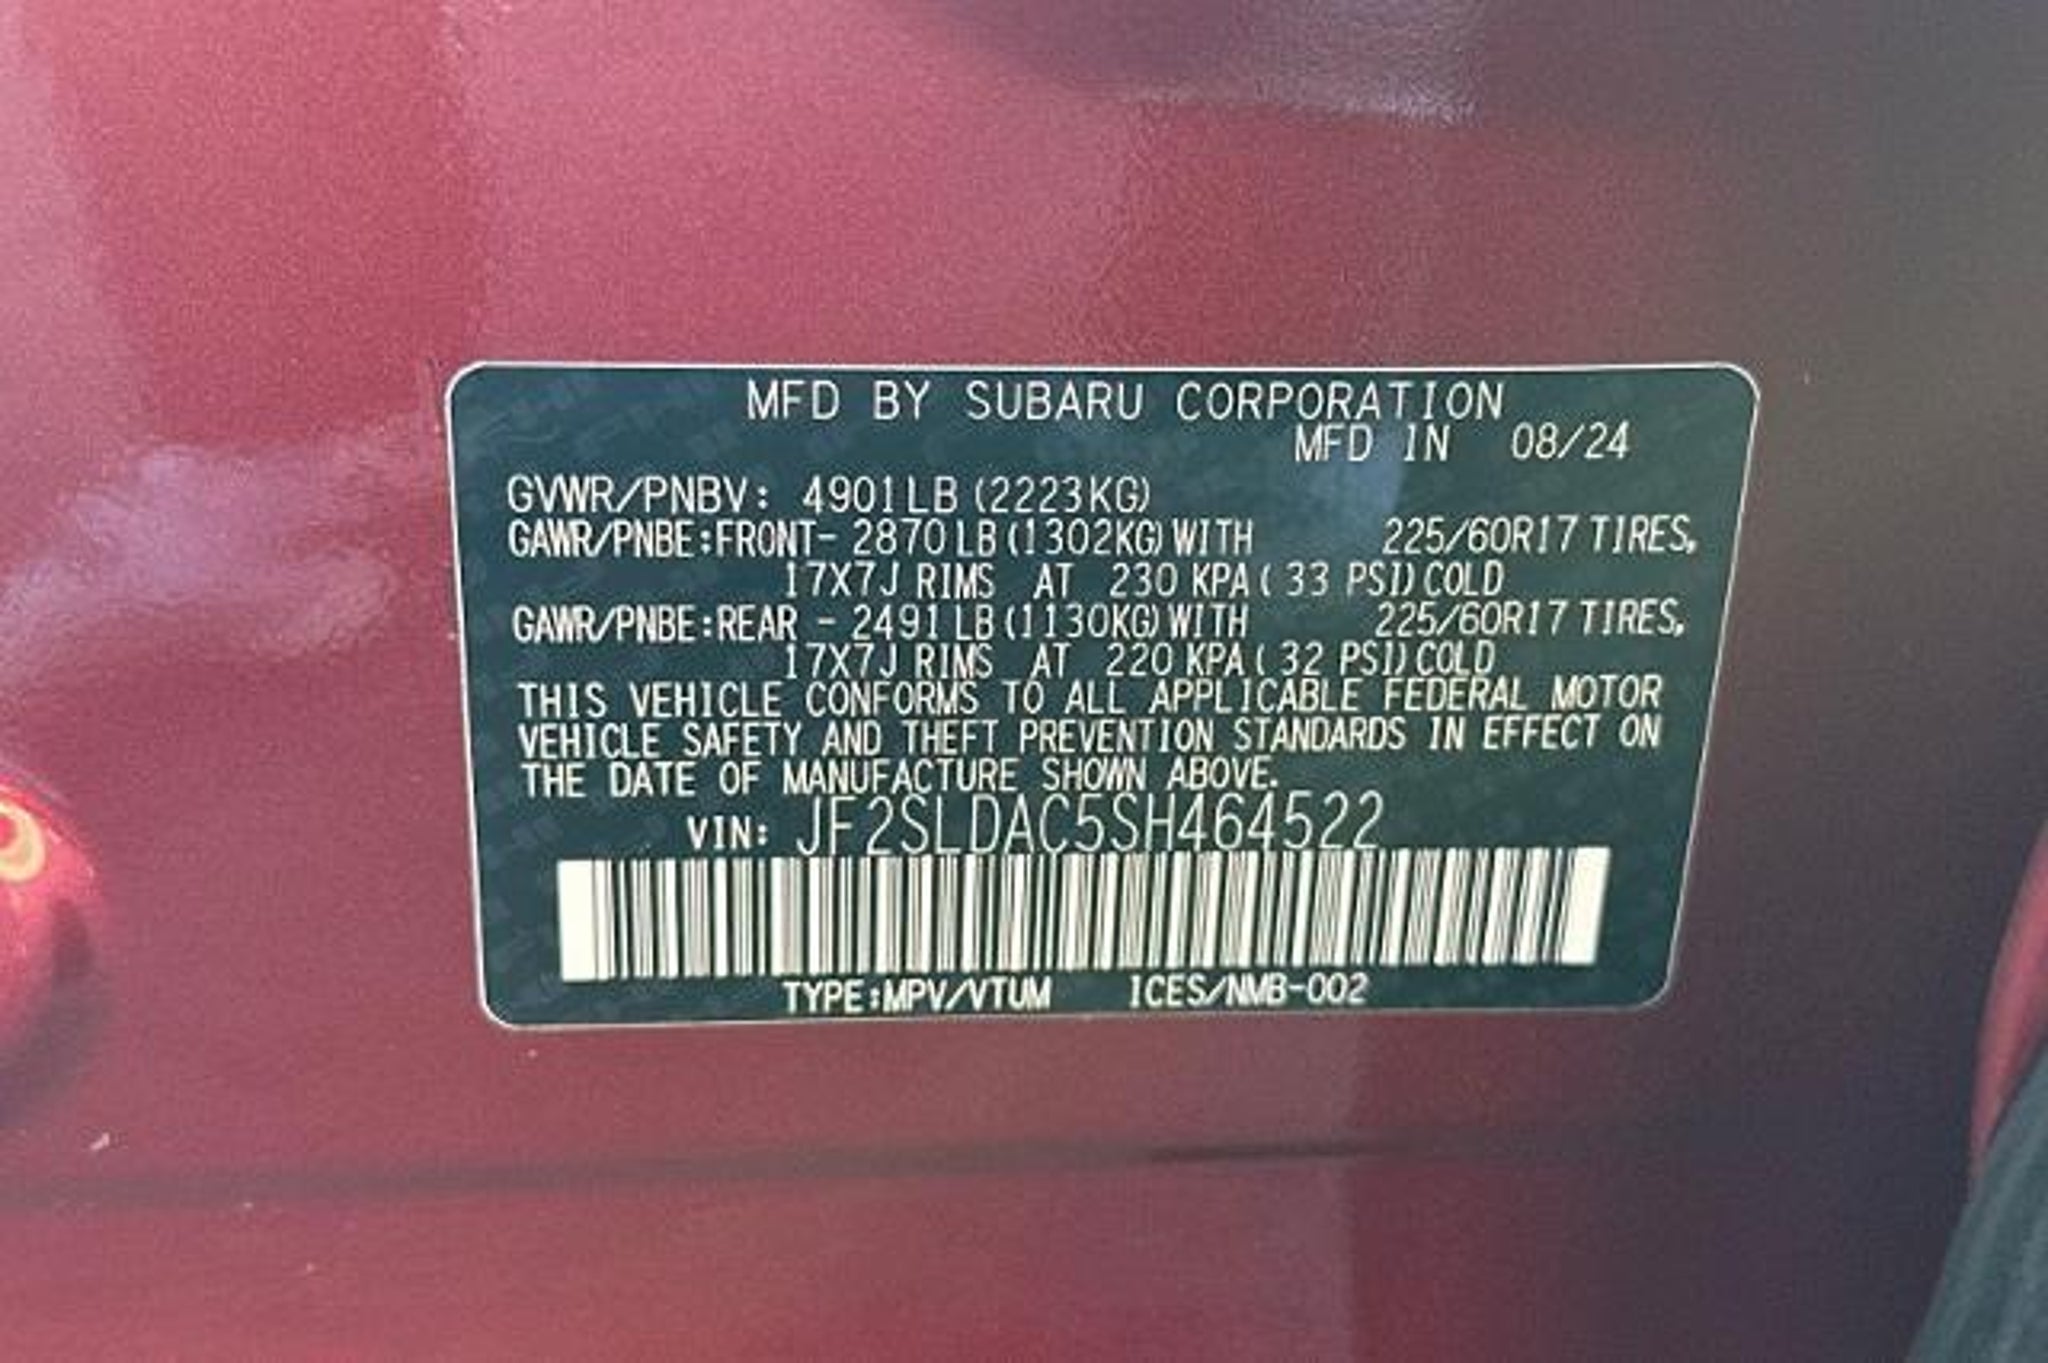 MFD BY SUBARU CORPORATION
MFD IN 08/24
GVWR/PNBV: 4901LB (2223KG)
GAWR/PNBE:FRONT- 2870 LB (1302KG) WITH 225/60R17 TIRES,
17X7J RIMS AT 230 KPA ( 33 PSI) COLD
GAWR/PNBE:REAR - 2491 LB (1130KG) WITH 225/60R17 TIRES,
17X7J RIMS AT 220 KPA ( 32 PSI) COLD
THIS VEHICLE CONFORMS TO ALL APPLICABLE FEDERAL MOTOR
VEHICLE SAFETY AND THEFT PREVENTION STANDARDS IN EFFECT ON
THE DATE OF MANUFACTURE SHOWN ABOVE.
VIN: JF2SLDAC5SH464522
TYPE:MPV/VTUM ICES/NMB-002